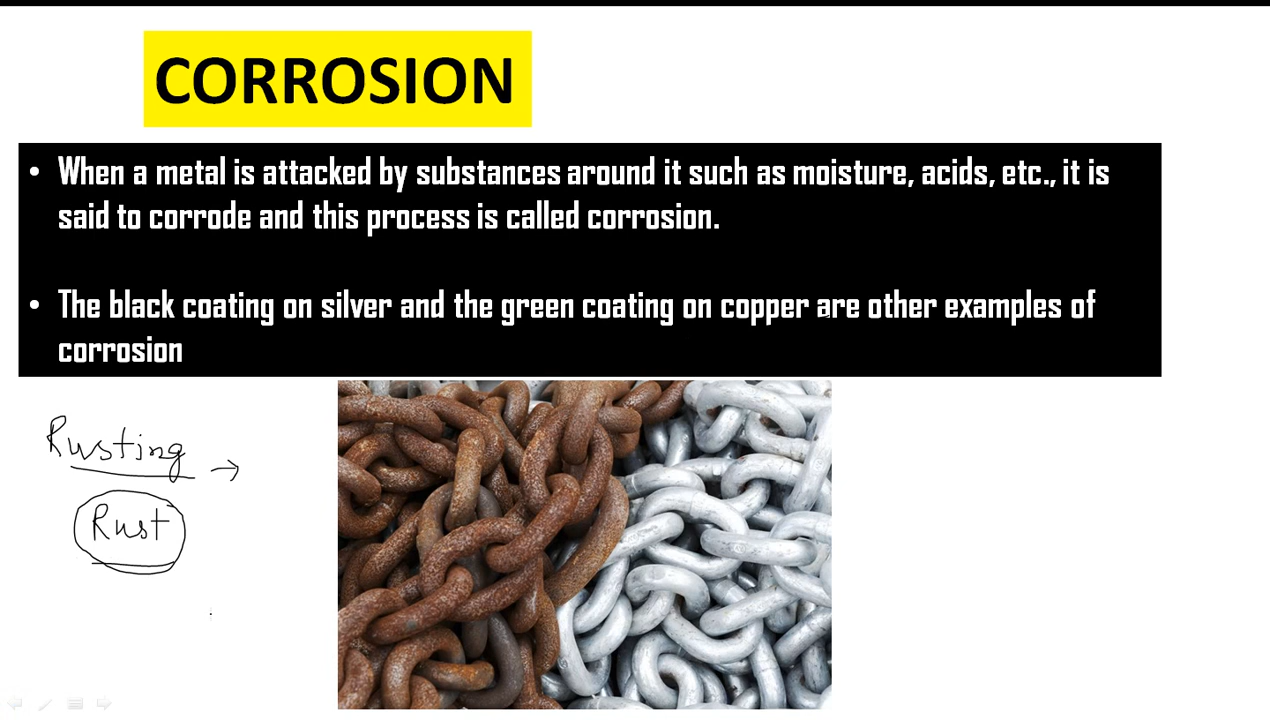 CORROSION
• When a metal is attacked by substances around it such as moisture, acids, etc., it is
said to corrode and this process is called corrosion.
• The black coating on silver and the green coating on copper are other examples of
corrosion
Rusting →
Rust